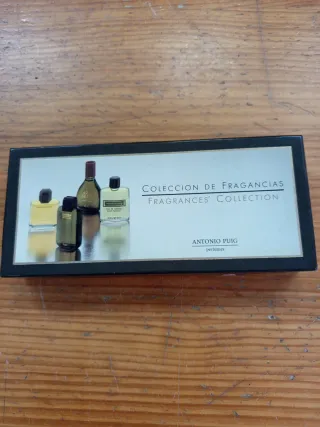 COLECCION DE FRAGANCIAS
FRAGRANCES' COLLECTION
ANTONIO PUIG